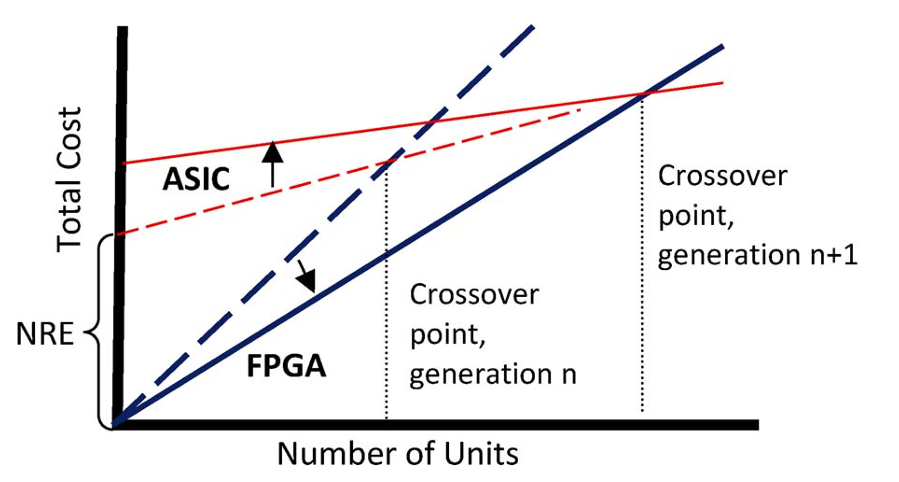 Total Cost
ASIC
Crossover
point,
generation n+1
Crossover
point,
generation n
NRE
FPGA
Number of Units